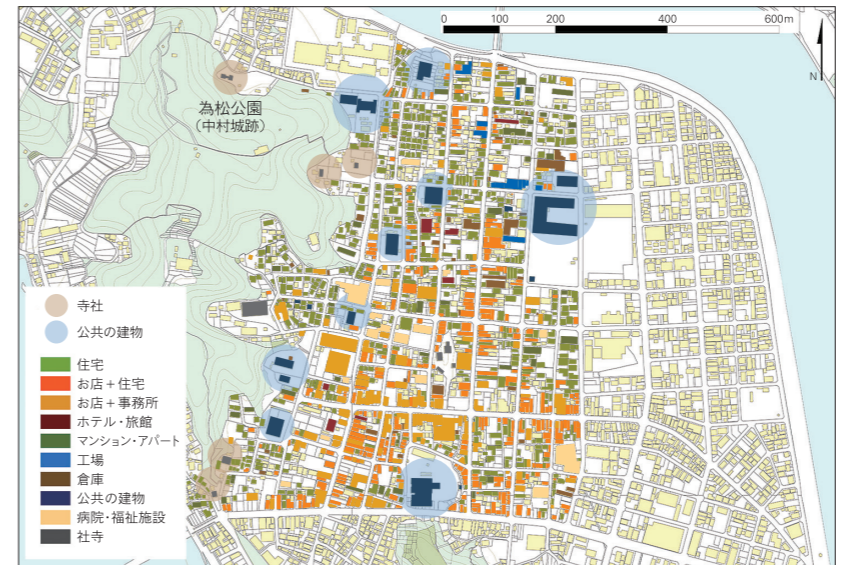 0 100 200 400 600m
N
為松公園
(中村城跡)
寺社
公共の建物
住宅
お店+住宅
お店+事務所
ホテル・旅館
マンション・アパート
工場
倉庫
公共の建物
病院・福祉施設
社寺